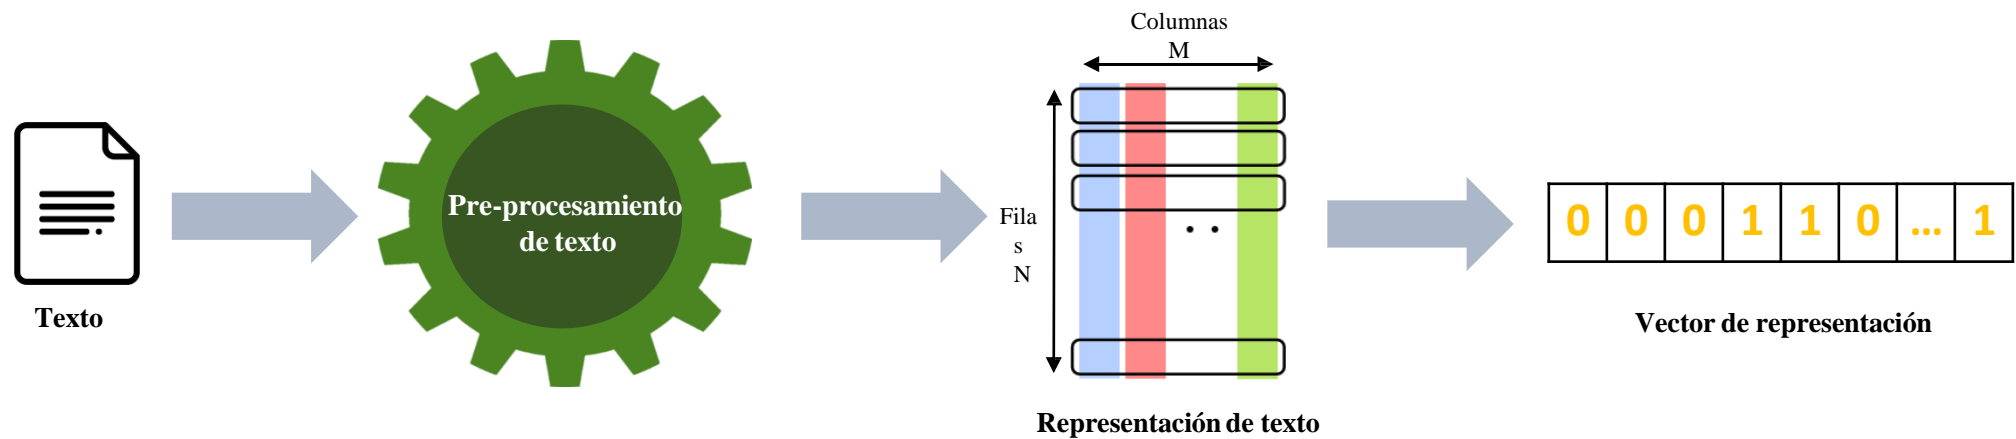 Texto
Pre-procesamiento
de texto
Columnas
M
Fila
s
N
Representación de texto
0 0 0 1 1 0 ... 1
Vector de representación